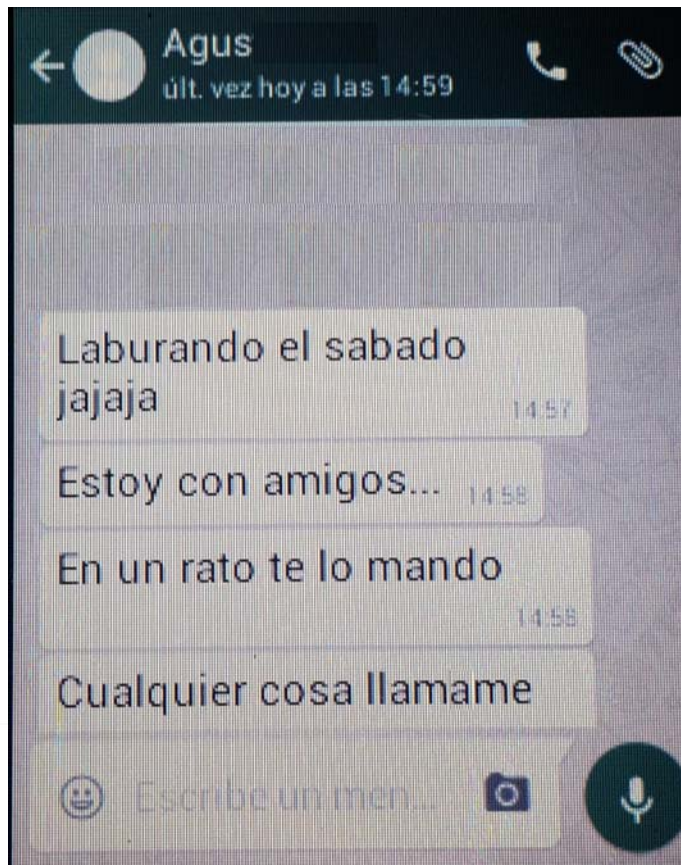 Agus
últ. vez hoy a las 14:59
Laburando el sabado
jajaja
14:57
Estoy con amigos...
14:58
En un rato te lo mando
14:58
Cualquier cosa llamame
Escribe un men...